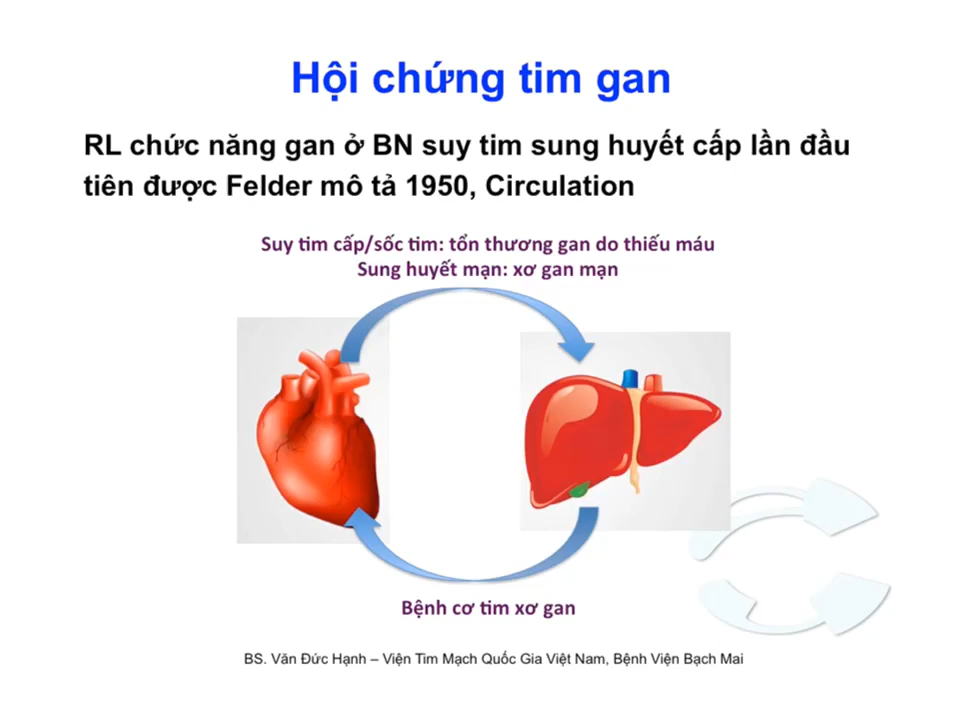 Hội chứng tim gan
RL chức năng gan ở BN suy tim sung huyết cấp lần đầu
tiên được Felder mô tả 1950, Circulation
Suy tim cấp/sốc tim: tổn thương gan do thiếu máu
Sung huyết mạn: xơ gan mạn
Bệnh cơ tim xơ gan
BS. Văn Đức Hạnh – Viện Tim Mạch Quốc Gia Việt Nam, Bệnh Viện Bạch Mai